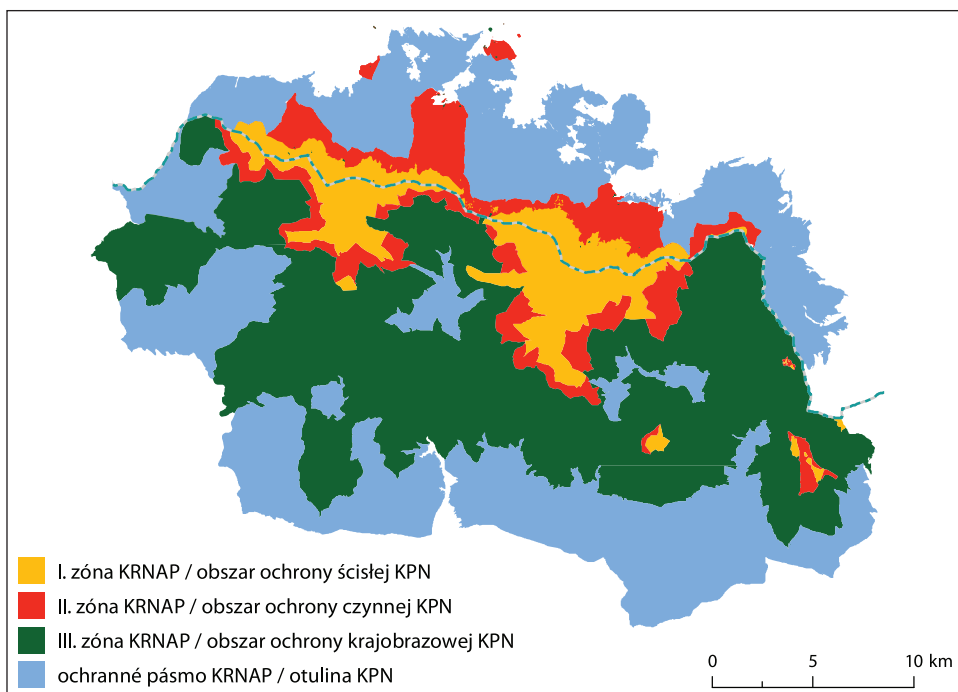 I. zóna KRNAP / obszar ochrony ścisłej KPN
II. zóna KRNAP / obszar ochrony czynnej KPN
III. zóna KRNAP / obszar ochrony krajobrazowej KPN
ochranné pásmo KRNAP / otulina KPN
0 5 10 km